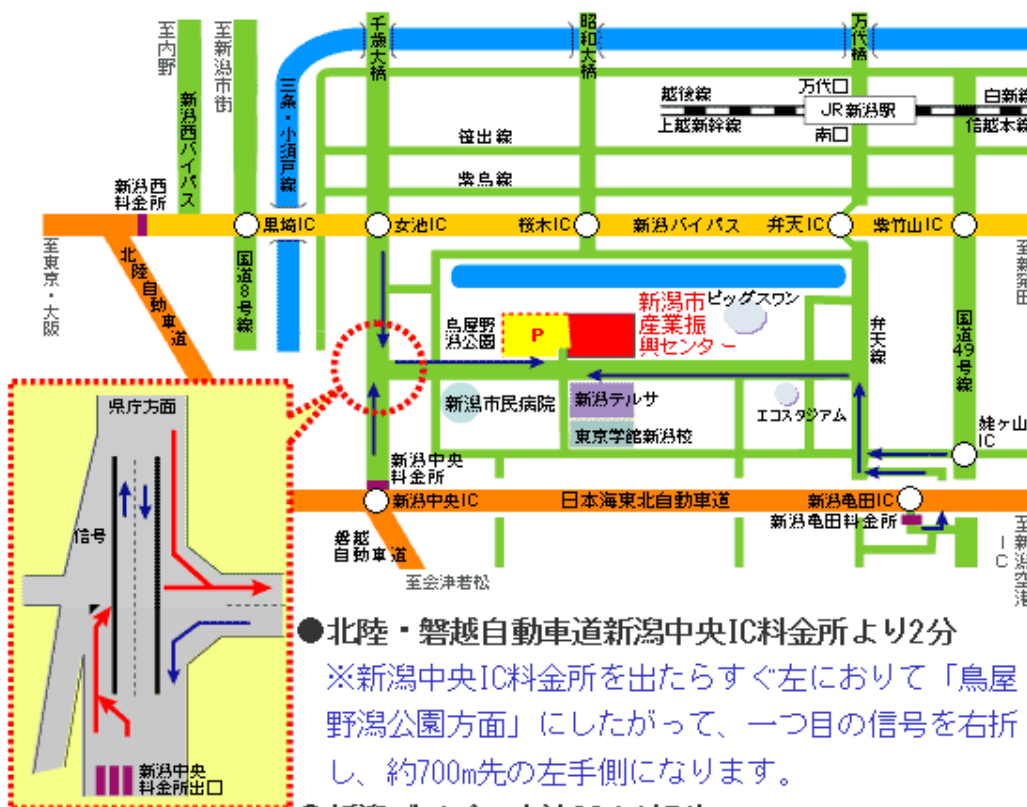 至内野
至新潟市街
千歳大橋
昭和大橋
万代橋
新潟西バイパス
三条・小須戸線
越後線
万代口
白新線
JR新潟駅
上越新幹線
南口
信越本線
笹出線
紫鳥線
新潟西
料金所
黒埼IC
女池IC
桜木IC
新潟バイパス
弁天IC
紫竹山IC
至東京・大阪
北陸自動車道
国道8号線
至新発田
鳥屋野
潟公園
P
新潟市
産業振
興センター
ビッグスワン
弁天線
国道49号線
新潟市民病院
新潟テルサ
東京学館新潟校
エコスタジアム
姥ヶ山
IC
新潟中央
料金所
新潟中央IC
日本海東北自動車道
新潟亀田IC
新潟亀田料金所
磐越
自動車道
至会津若松
至新潟空港
IC
県庁方面
信号
新潟中央
料金所出口
●北陸・磐越自動車道新潟中央IC料金所より2分
※新潟中央IC料金所を出たらすぐ左におりて「鳥屋
野潟公園方面」にしたがって、一つ目の信号を右折
し、約700m先の左手側になります。